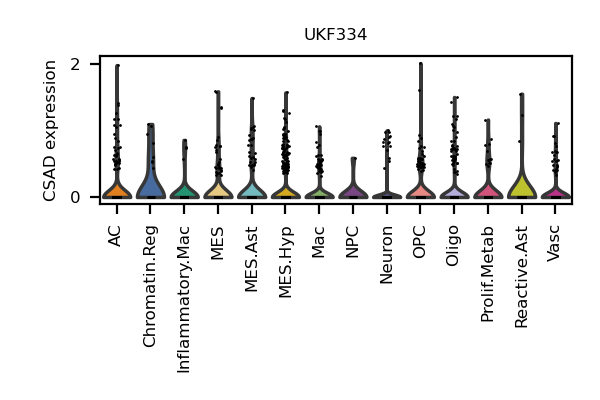 UKF334
CSAD expression
2
0
AC
Chromatin.Reg
Inflammatory.Mac
MES
MES.Ast
MES.Hyp
Mac
NPC
Neuron
OPC
Oligo
Prolif.Metab
Reactive.Ast
Vasc